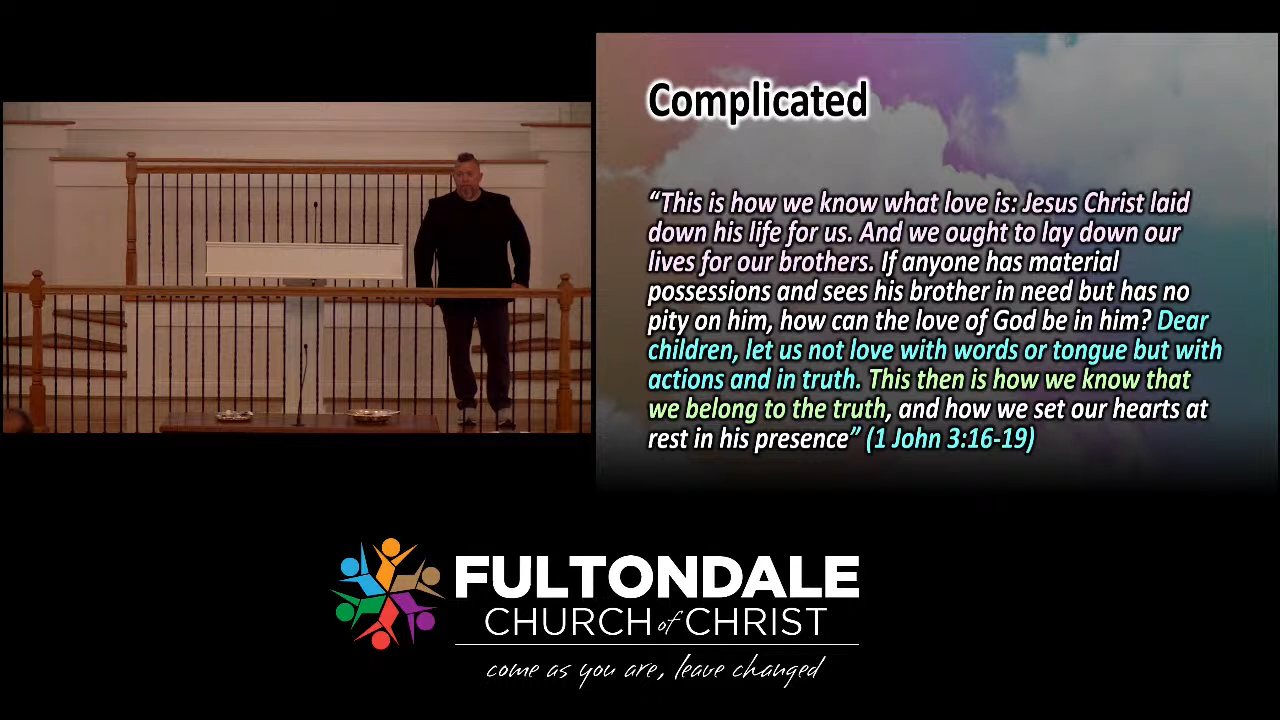 Complicated
“This is how we know what love is: Jesus Christ laid
down his life for us. And we ought to lay down our
lives for our brothers. If anyone has material
possessions and sees his brother in need but has no
pity on him, how can the love of God be in him? Dear
children, let us not love with words or tongue but with
actions and in truth. This then is how we know that
we belong to the truth, and how we set our hearts at
rest in his presence” (1 John 3:16-19)
FULTONDALE
CHURCH of CHRIST
come as you are, leave changed